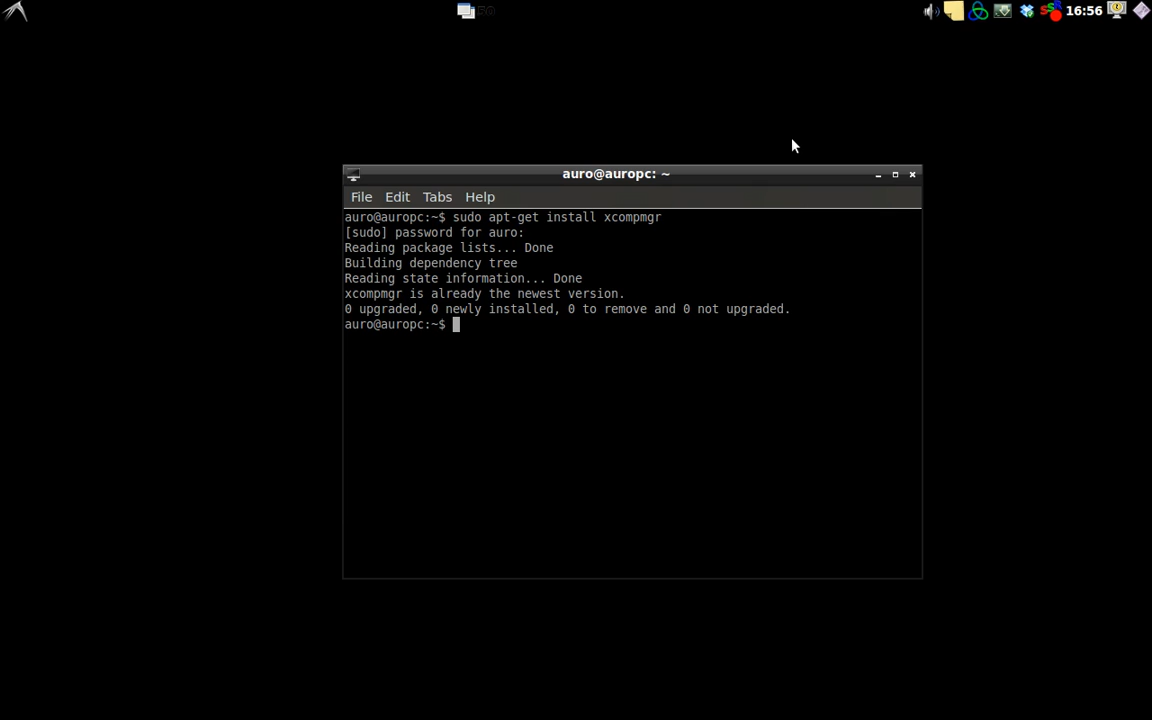 16:56
auro@auropc: ~
File Edit Tabs Help
auro@auropc:~$ sudo apt-get install xcompmgr
[sudo] password for auro:
Reading package lists... Done
Building dependency tree
Reading state information... Done
xcompmgr is already the newest version.
0 upgraded, 0 newly installed, 0 to remove and 0 not upgraded.
auro@auropc:~$